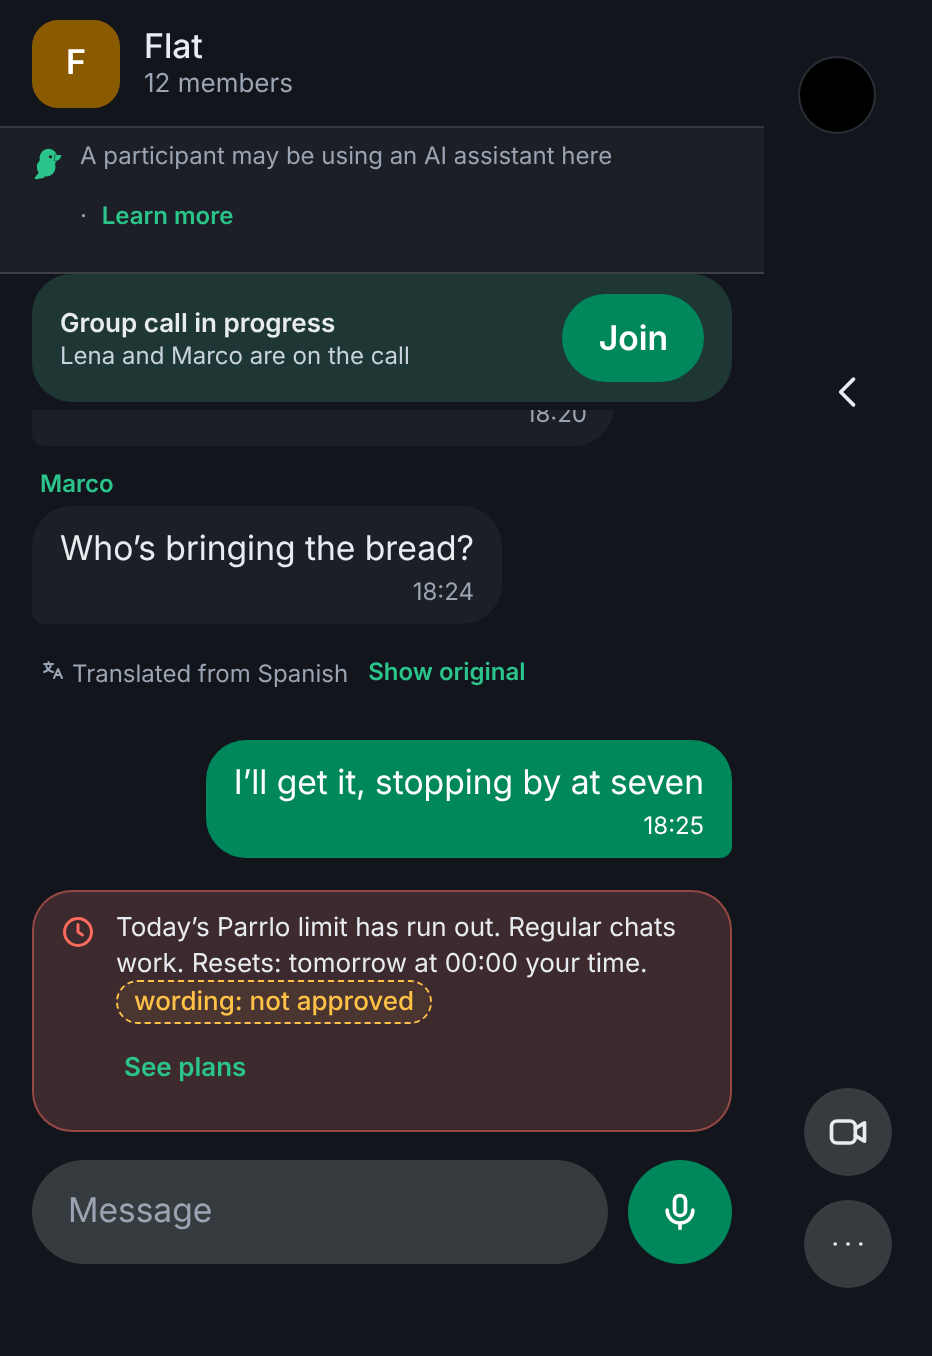 F
Flat
12 members
A participant may be using an AI assistant here
· Learn more
Group call in progress
Lena and Marco are on the call
Join
18:20
Marco
Who’s bringing the bread?
18:24
Translated from Spanish Show original
I’ll get it, stopping by at seven
18:25
Today’s Parrlo limit has run out. Regular chats
work. Resets: tomorrow at 00:00 your time.
wording: not approved
See plans
Message